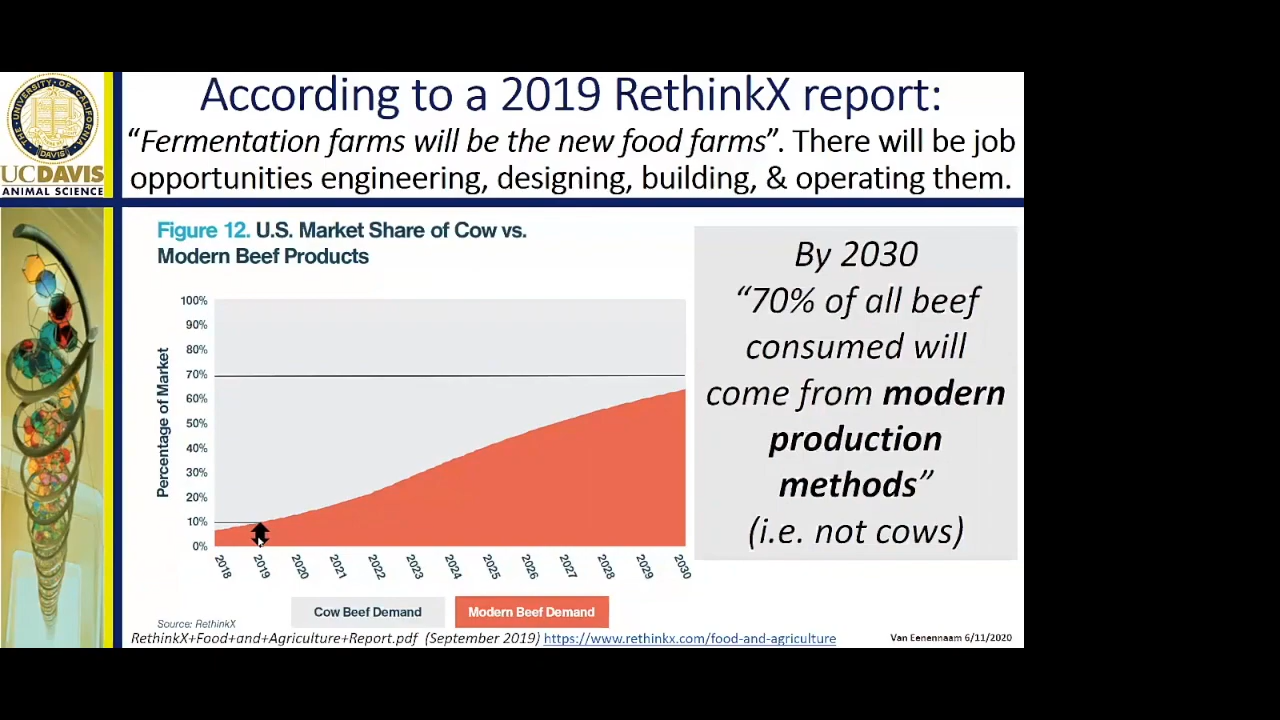 According to a 2019 RethinkX report:
“Fermentation farms will be the new food farms”. There will be job
opportunities engineering, designing, building, & operating them.
THE UNIVERSITY OF CALIFORNIA
DAVIS
UCDAVIS
ANIMAL SCIENCE
Figure 12. U.S. Market Share of Cow vs.
Modern Beef Products
Percentage of Market
100%
90%
80%
70%
60%
50%
40%
30%
20%
10%
0%
2018
2019
2020
2021
2022
2023
2024
2025
2026
2027
2028
2029
2030
Cow Beef Demand
Modern Beef Demand
By 2030
“70% of all beef
consumed will
come from modern
production
methods”
(i.e. not cows)
Source: RethinkX
RethinkX+Food+and+Agriculture+Report.pdf (September 2019) https://www.rethinkx.com/food-and-agriculture
Van Eenennaam 6/11/2020